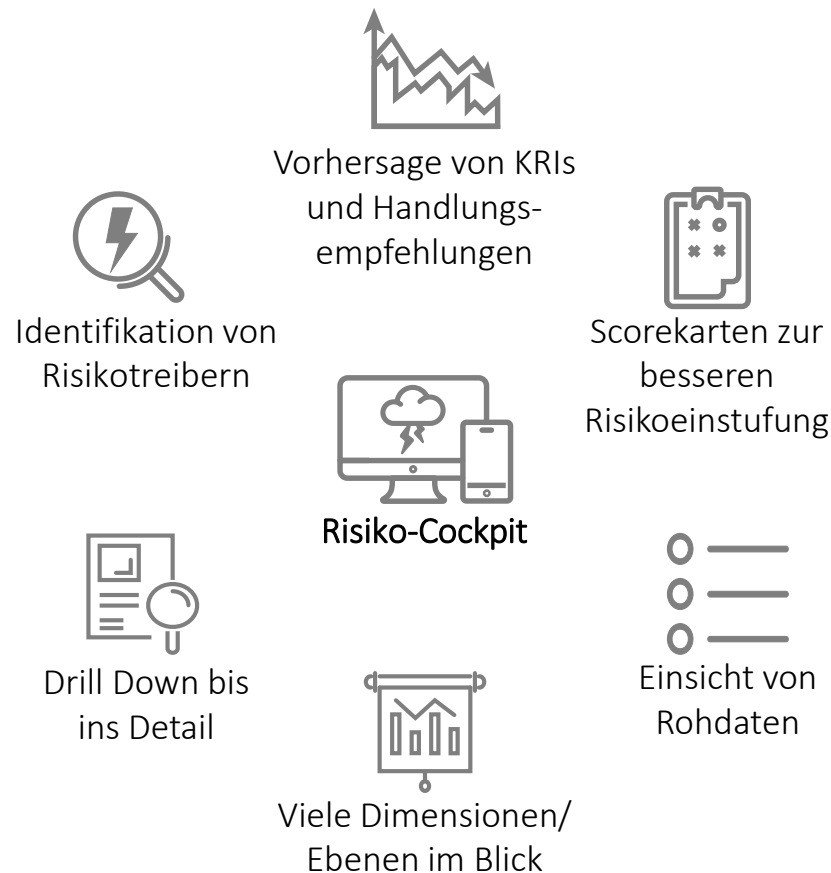 Vorhersage von KRIs
und Handlungs-
empfehlungen
Identifikation von
Risikotreibern
Scorekarten zur
besseren
Risikoeinstufung
Risiko-Cockpit
Drill Down bis
ins Detail
Einsicht von
Rohdaten
Viele Dimensionen/
Ebenen im Blick